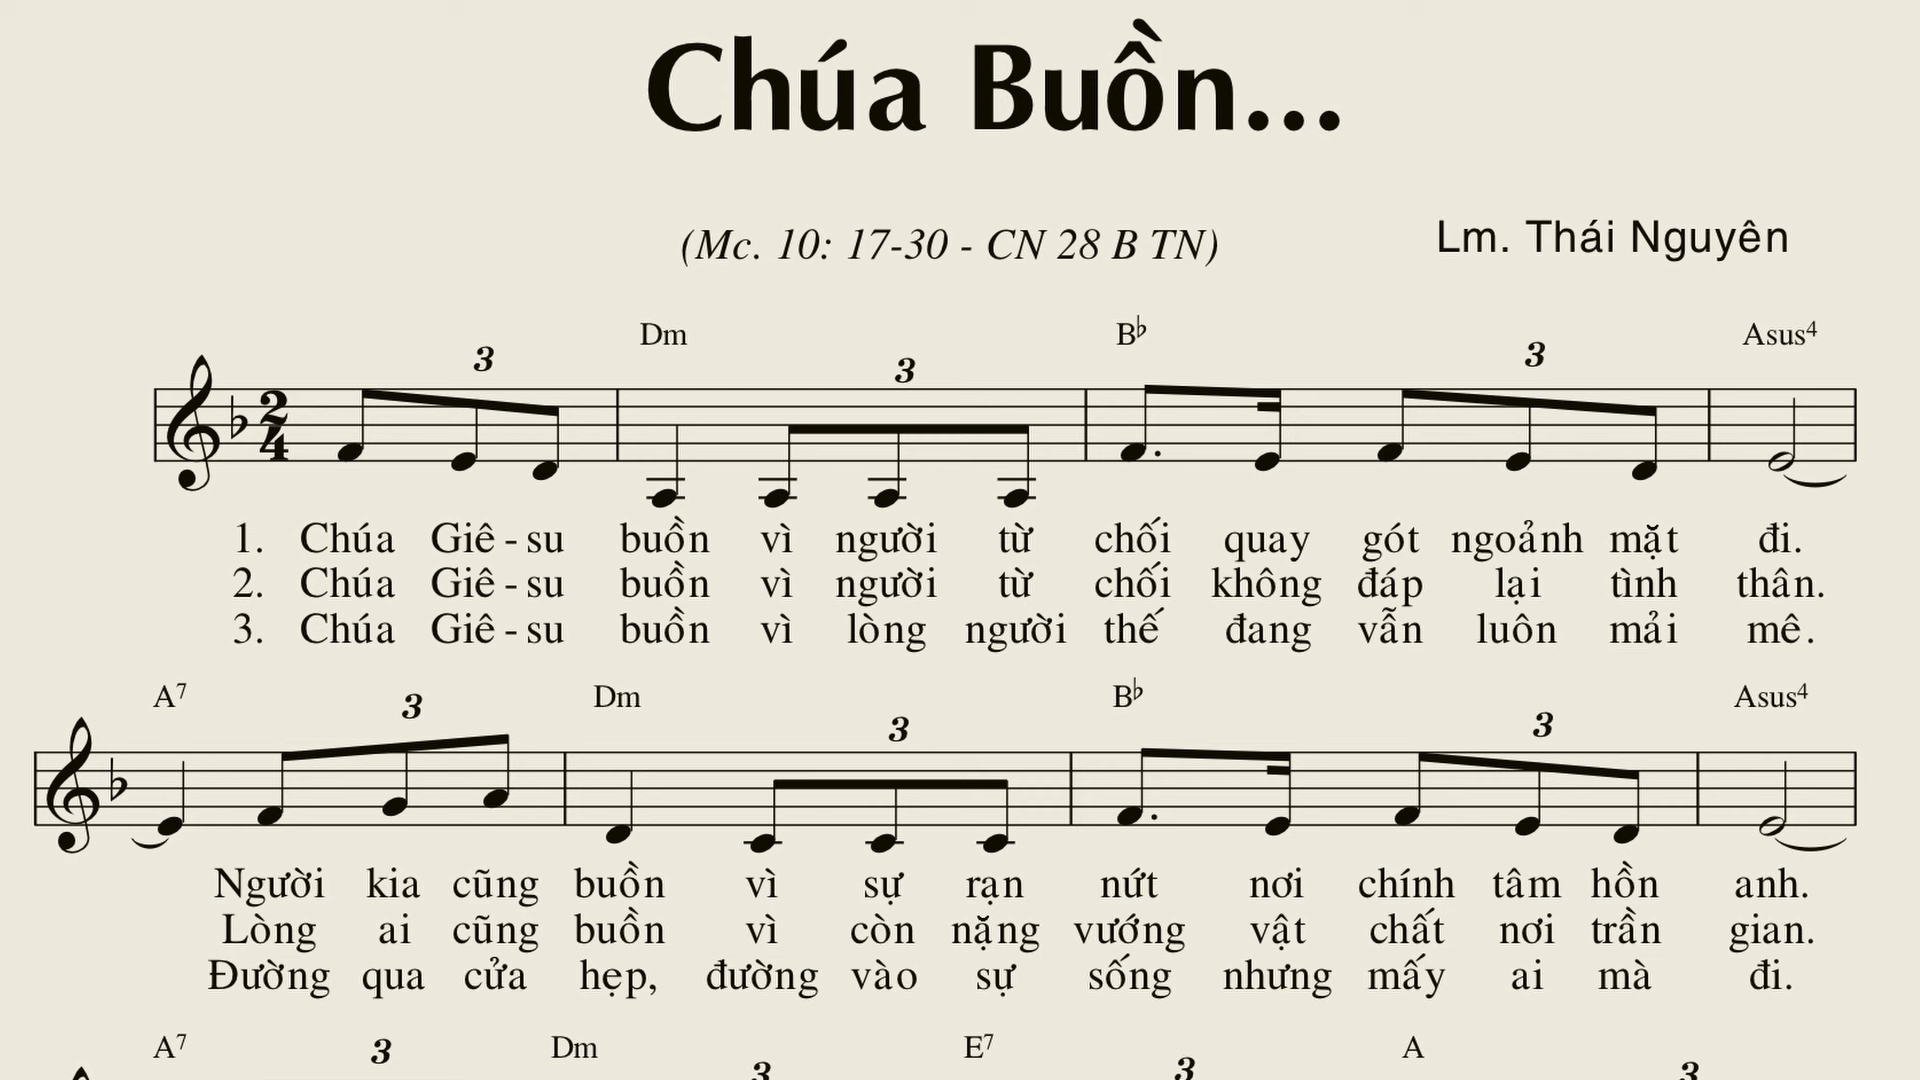 Chúa Buồn...
(Mc. 10: 17-30 - CN 28 B TN)
Lm. Thái Nguyên
Dm B♭ Asus4
3 3 3
2
4
1. Chúa Giê - su buồn vì người từ chối quay gót ngoảnh mặt đi.
2. Chúa Giê - su buồn vì người từ chối không đáp lại tình thân.
3. Chúa Giê - su buồn vì lòng người thế đang vẫn luôn mải mê.
A7 Dm B♭ Asus4
3 3 3
Người kia cũng buồn vì sự rạn nứt nơi chính tâm hồn anh.
Lòng ai cũng buồn vì còn nặng vướng vật chất nơi trần gian.
Đường qua cửa hẹp, đường vào sự sống nhưng mấy ai mà đi.
A7 Dm E7 A
3 3 3 3